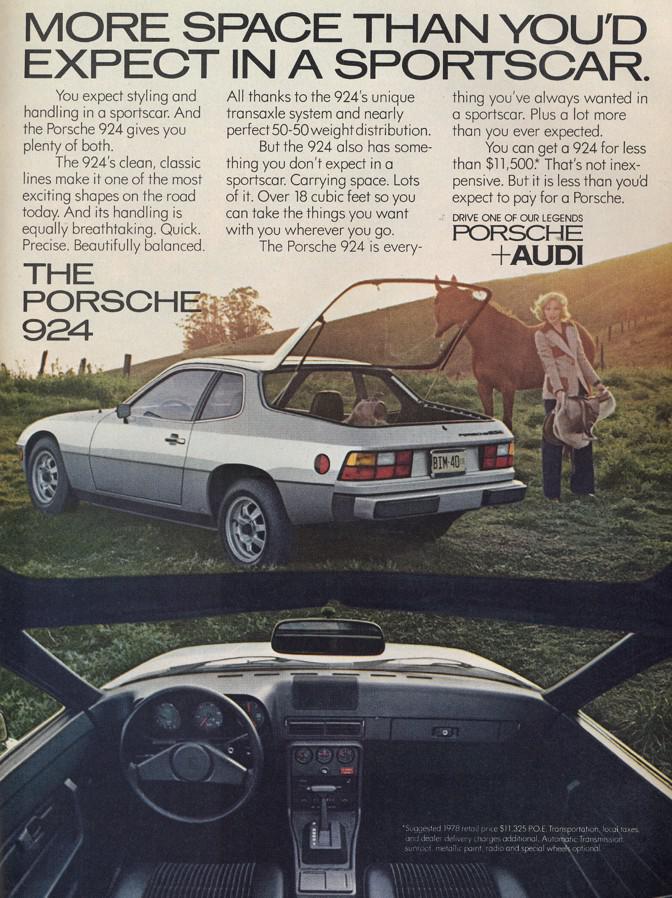 MORE SPACE THAN YOU'D
EXPECT IN A SPORTSCAR.
You expect styling and
handling in a sportscar. And
the Porsche 924 gives you
plenty of both.
The 924's clean, classic
lines make it one of the most
exciting shapes on the road
today. And its handling is
equally breathtaking. Quick.
Precise. Beautifully balanced.
All thanks to the 924's unique
transaxle system and nearly
perfect 50-50 weight distribution.
But the 924 also has some-
thing you don't expect in a
sportscar. Carrying space. Lots
of it. Over 18 cubic feet so you
can take the things you want
with you wherever you go.
The Porsche 924 is every-
thing you've always wanted in
a sportscar. Plus a lot more
than you ever expected.
You can get a 924 for less
than $11,500.* That's not inex-
pensive. But it is less than you'd
expect to pay for a Porsche.
DRIVE ONE OF OUR LEGENDS
PORSCHE
+AUDI
THE
PORSCHE
924
BIM-40
*Suggested 1978 retail price $11,325 P.O.E. Transportation, local taxes,
and dealer delivery charges additional. Automatic Transmission,
sunroof, metallic paint, radio and special wheels optional.